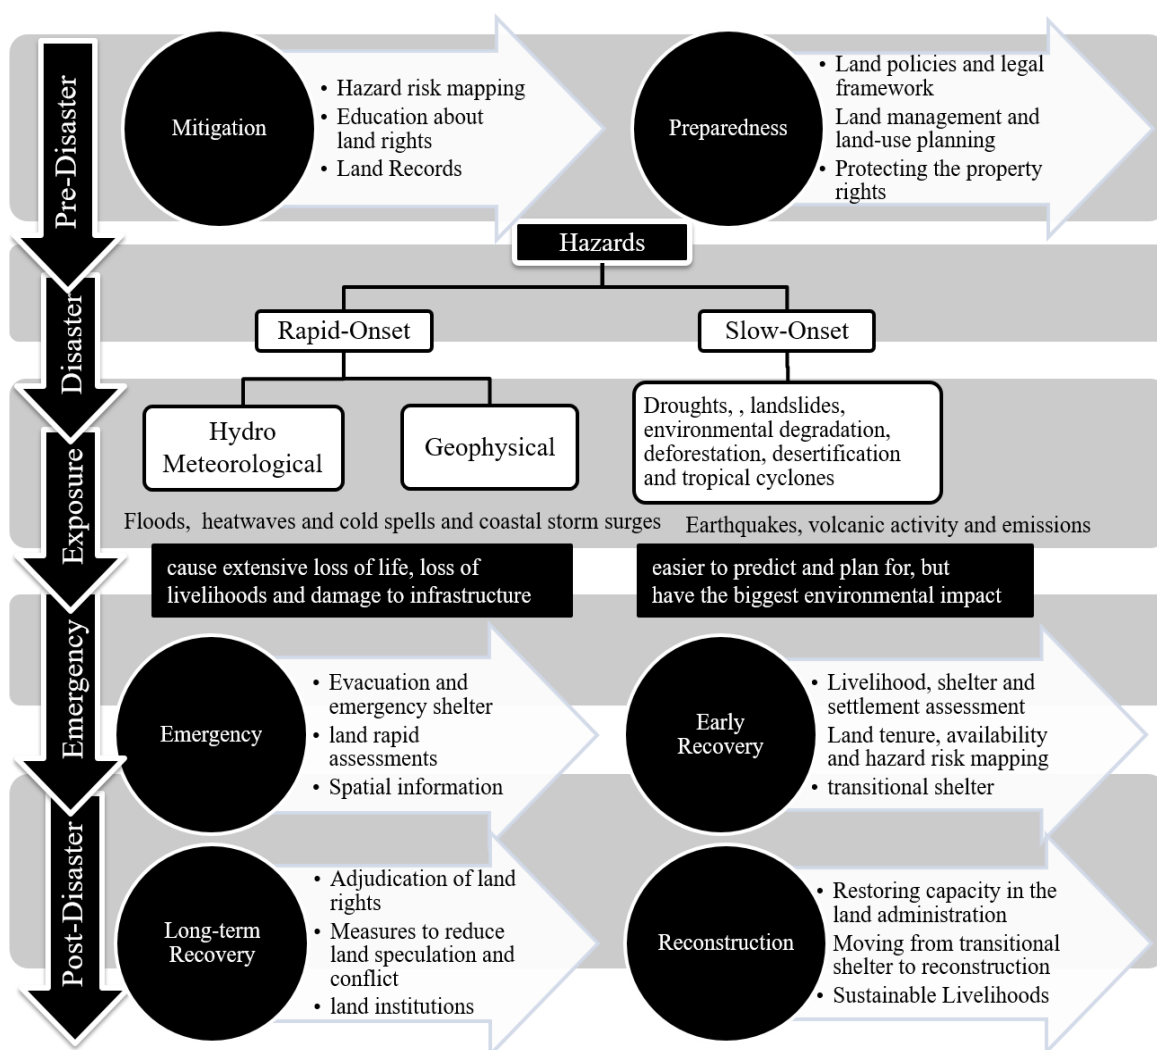 Pre-Disaster
Mitigation
• Hazard risk mapping
• Education about
land rights
• Land Records
Preparedness
• Land policies and legal
framework
Land management and
land-use planning
• Protecting the property
rights
Disaster
Hazards
Rapid-Onset
Slow-Onset
Exposure
Hydro
Meteorological
Geophysical
Droughts, , landslides,
environmental degradation,
deforestation, desertification
and tropical cyclones
Floods, heatwaves and cold spells and coastal storm surges
Earthquakes, volcanic activity and emissions
cause extensive loss of life, loss of
livelihoods and damage to infrastructure
easier to predict and plan for, but
have the biggest environmental impact
Emergency
Emergency
• Evacuation and
emergency shelter
• land rapid
assessments
• Spatial information
Early
Recovery
• Livelihood, shelter and
settlement assessment
Land tenure, availability
and hazard risk mapping
• transitional shelter
Post-Disaster
Long-term
Recovery
• Adjudication of land
rights
• Measures to reduce
land speculation and
conflict
• land institutions
Reconstruction
• Restoring capacity in the
land administration
Moving from transitional
shelter to reconstruction
• Sustainable Livelihoods